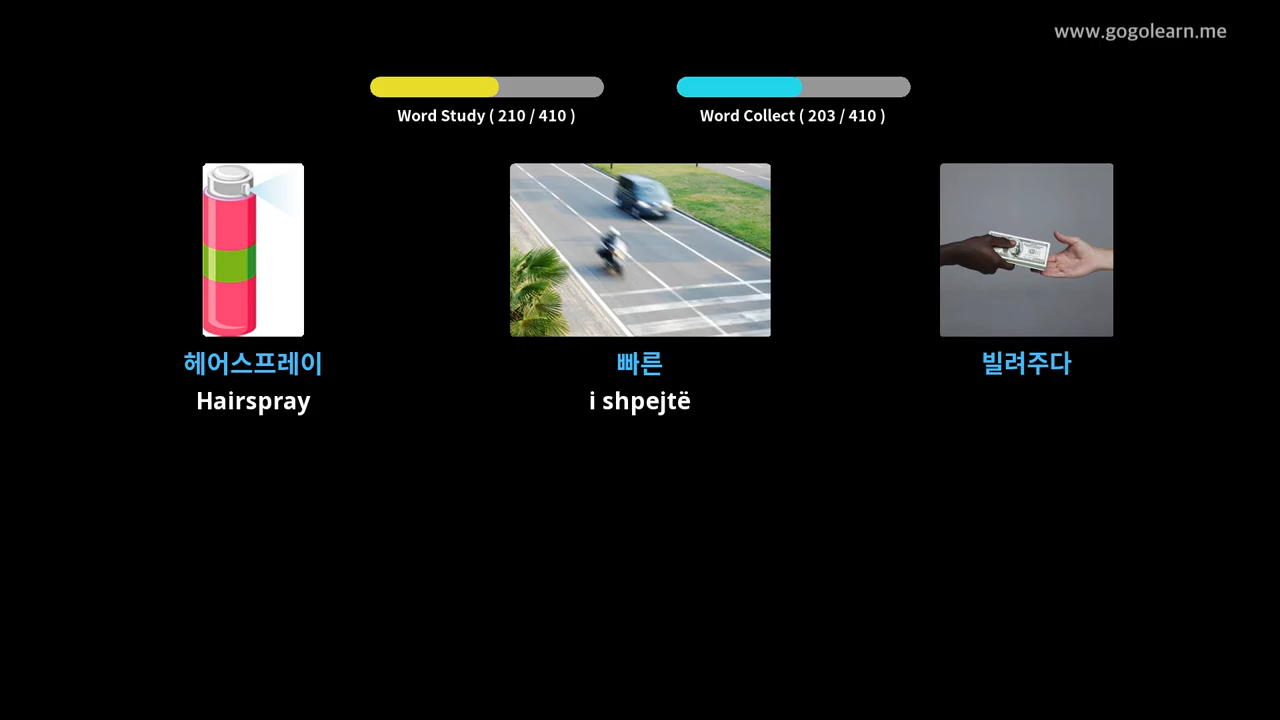 www.gogolearn.me
Word Study ( 210 / 410 )
Word Collect ( 203 / 410 )
헤어스프레이
Hairspray
빠른
i shpejtë
빌려주다